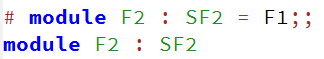 # module F2 : SF2 = F1;;
module F2 : SF2